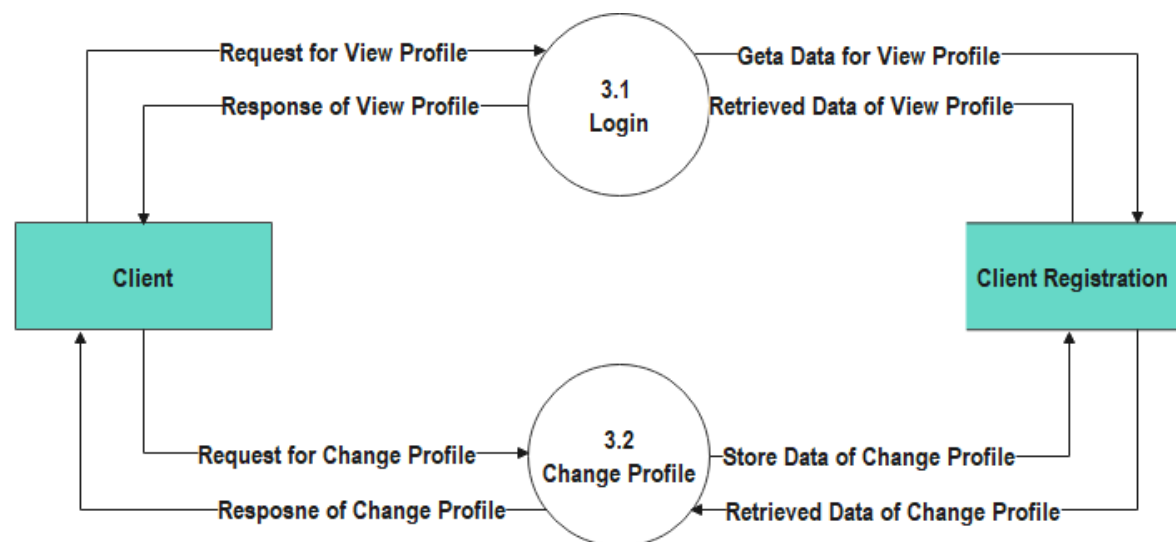 Request for View Profile
Geta Data for View Profile
3.1
Login
Response of View Profile
Retrieved Data of View Profile
Client
Client Registration
3.2
Change Profile
Request for Change Profile
Store Data of Change Profile
Resposne of Change Profile
Retrieved Data of Change Profile